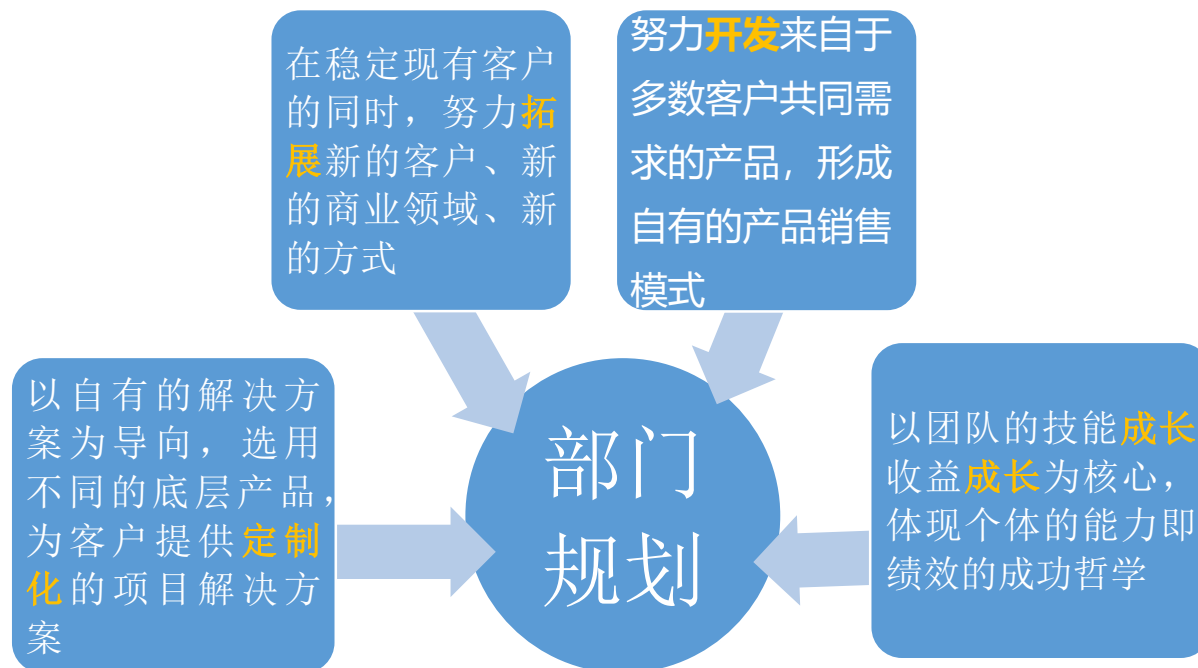 在稳定现有客户
的同时，努力拓
展新的客户、新
的商业领域、新
的方式
努力开发来自于
多数客户共同需
求的产品，形成
自有的产品销售
模式
以自有的解决方
案为导向，选用
不同的底层产品，
为客户提供定制
化的项目解决方
案
部门
规划
以团队的技能成长
收益成长为核心，
体现个体的能力即
绩效的成功哲学